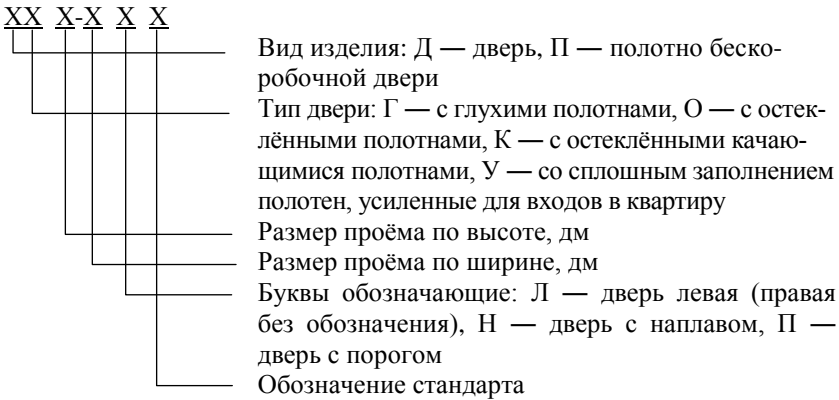 ХХ Х-Х Х Х
Вид изделия: Д — дверь, П — полотно беско-
робочной двери
Тип двери: Г — с глухими полотнами, О — с остек-
лёнными полотнами, К — с остеклёнными качаю-
щимися полотнами, У — со сплошным заполнением
полотен, усиленные для входов в квартиру
Размер проёма по высоте, дм
Размер проёма по ширине, дм
Буквы обозначающие: Л — дверь левая (правая
без обозначения), Н — дверь с наплавом, П —
дверь с порогом
Обозначение стандарта